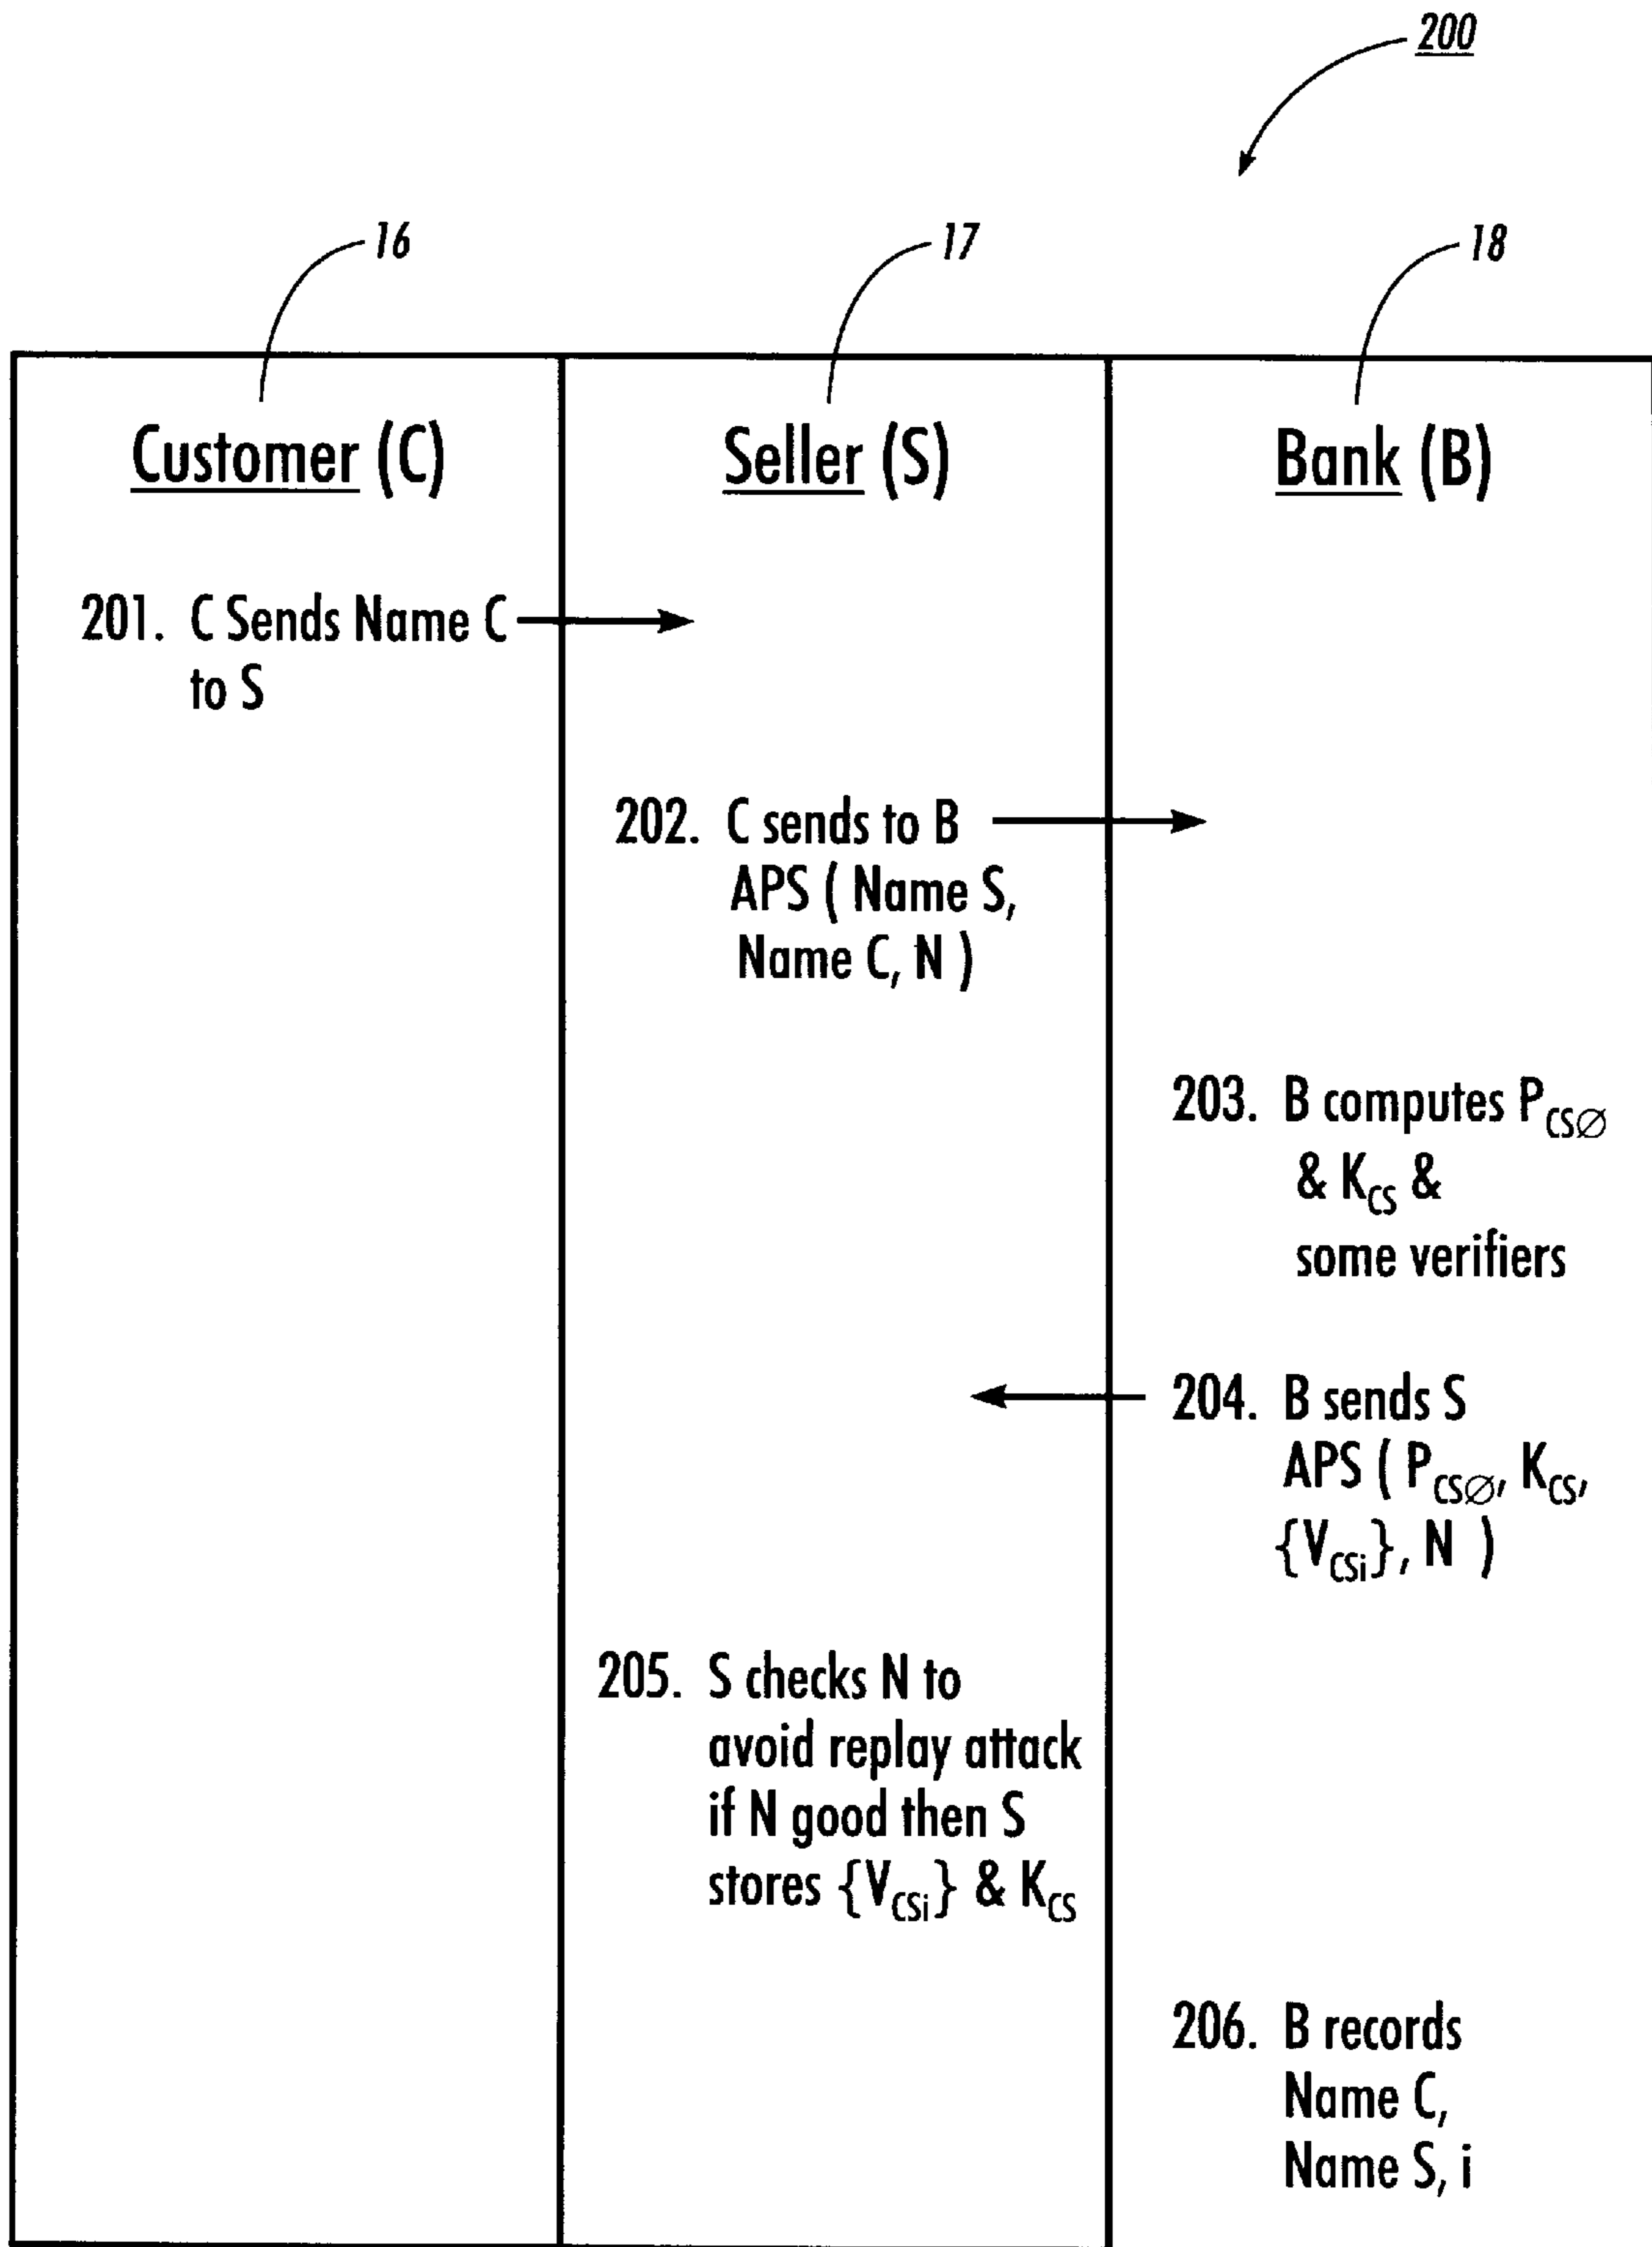 200
16
17
18
Customer (C)
Seller (S)
Bank (B)
201. C Sends Name C
to S
202. C sends to B
APS ( Name S,
Name C, N )
203. B computes P_CS∅
& K_CS &
some verifiers
204. B sends S
APS ( P_CS∅, K_CS,
{V_CSi}, N )
205. S checks N to
avoid replay attack
if N good then S
stores {V_CSi} & K_CS
206. B records
Name C,
Name S, i